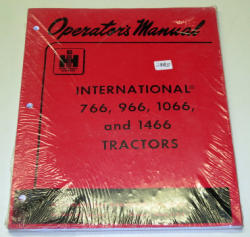 Operator's Manual
IH
INTERNATIONAL®
766, 966, 1066,
and 1466
TRACTORS